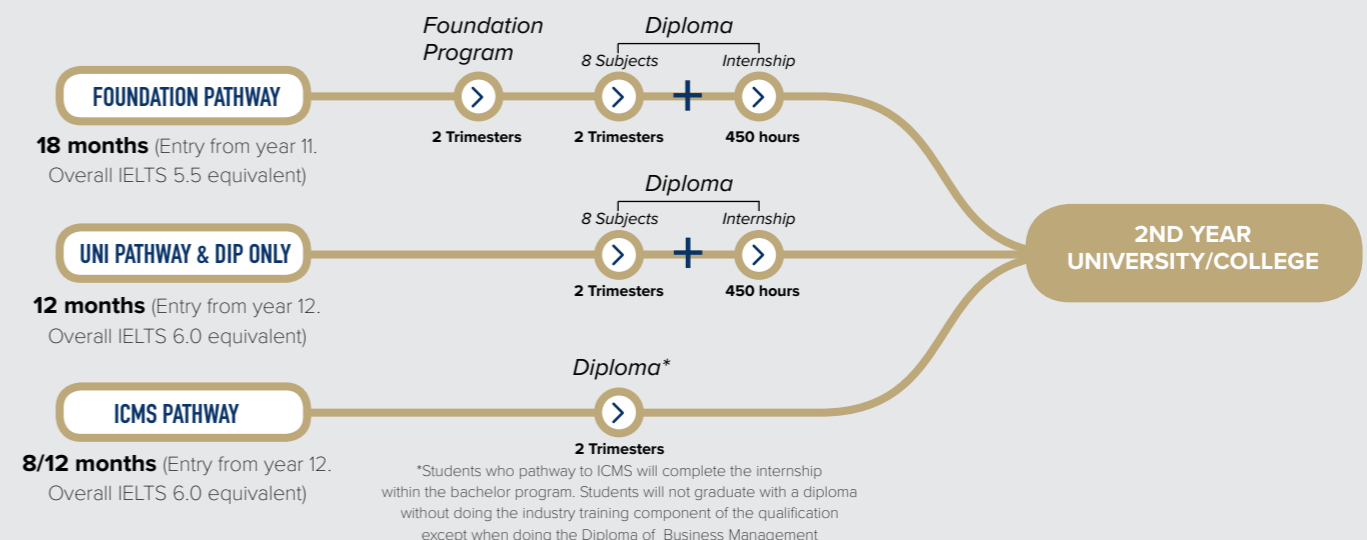 Foundation
Program
Diploma
8 Subjects
Internship
FOUNDATION PATHWAY
+
2 Trimesters
2 Trimesters
450 hours
18 months (Entry from year 11.
Overall IELTS 5.5 equivalent)
Diploma
8 Subjects
Internship
UNI PATHWAY & DIP ONLY
+
2 Trimesters
450 hours
12 months (Entry from year 12.
Overall IELTS 6.0 equivalent)
2ND YEAR
UNIVERSITY/COLLEGE
Diploma*
ICMS PATHWAY
2 Trimesters
8/12 months (Entry from year 12.
Overall IELTS 6.0 equivalent)
*Students who pathway to ICMS will complete the internship
within the bachelor program. Students will not graduate with a diploma
without doing the industry training component of the qualification
except when doing the Diploma of Business Management